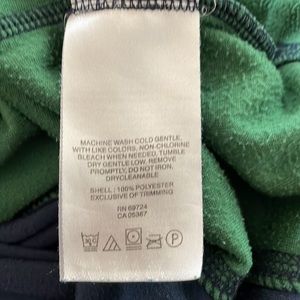 MACHINE WASH COLD GENTLE,
WITH LIKE COLORS, NON-CHLORINE
BLEACH WHEN NEEDED, TUMBLE
DRY GENTLE LOW, REMOVE
PROMPTLY, DO NOT IRON,
DRYCLEANABLE
SHELL : 100% POLYESTER
EXCLUSIVE OF TRIMMING
RN 69724
CA 05367
P